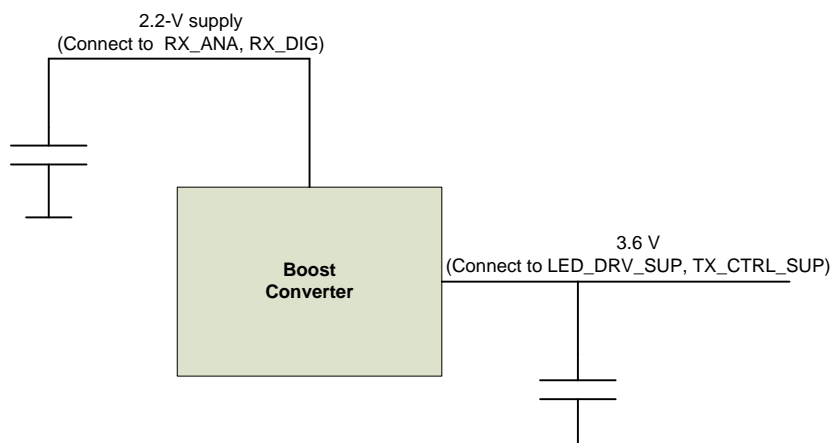 2.2-V supply
(Connect to RX_ANA, RX_DIG)
Boost
Converter
3.6 V
(Connect to LED_DRV_SUP, TX_CTRL_SUP)